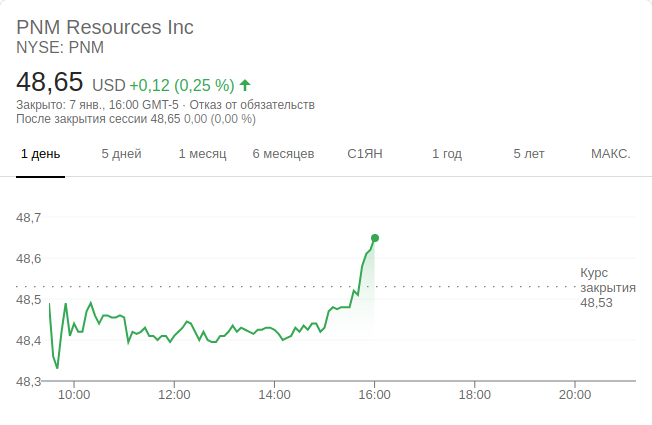 PNM Resources Inc
NYSE: PNM
48,65 USD +0,12 (0,25 %)
Закрыто: 7 янв., 16:00 GMT-5 · Отказ от обязательств
После закрытия сессии 48,65 0,00 (0,00 %)
1 день 5 дней 1 месяц 6 месяцев С1ЯН 1 год 5 лет МАКС.
48,7
48,6
Курс
закрытия
48,53
48,5
48,4
48,3
10:00 12:00 14:00 16:00 18:00 20:00